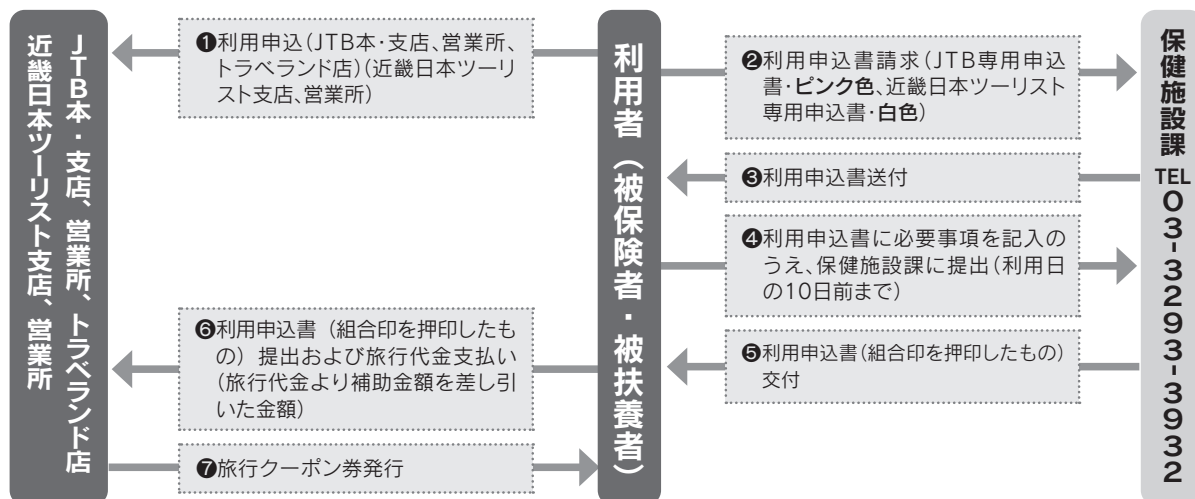 JTB本・支店、営業所、トラベランド店
近畿日本ツーリスト支店、営業所
❶利用申込(JTB本・支店、営業所、
トラベランド店)(近畿日本ツーリ
スト支店、営業所)
利用者(被保険者・被扶養者)
❷利用申込書請求(JTB専用申込
書・ピンク色、近畿日本ツーリスト
専用申込書・白色)
❸利用申込書送付
❹利用申込書に必要事項を記入の
うえ、保健施設課に提出(利用日
の10日前まで)
❺利用申込書(組合印を押印したもの)
交付
❻利用申込書(組合印を押印したも
の)提出および旅行代金支払い
(旅行代金より補助金額を差し引
いた金額)
❼旅行クーポン券発行
保健施設課 TEL 03-3293-3932